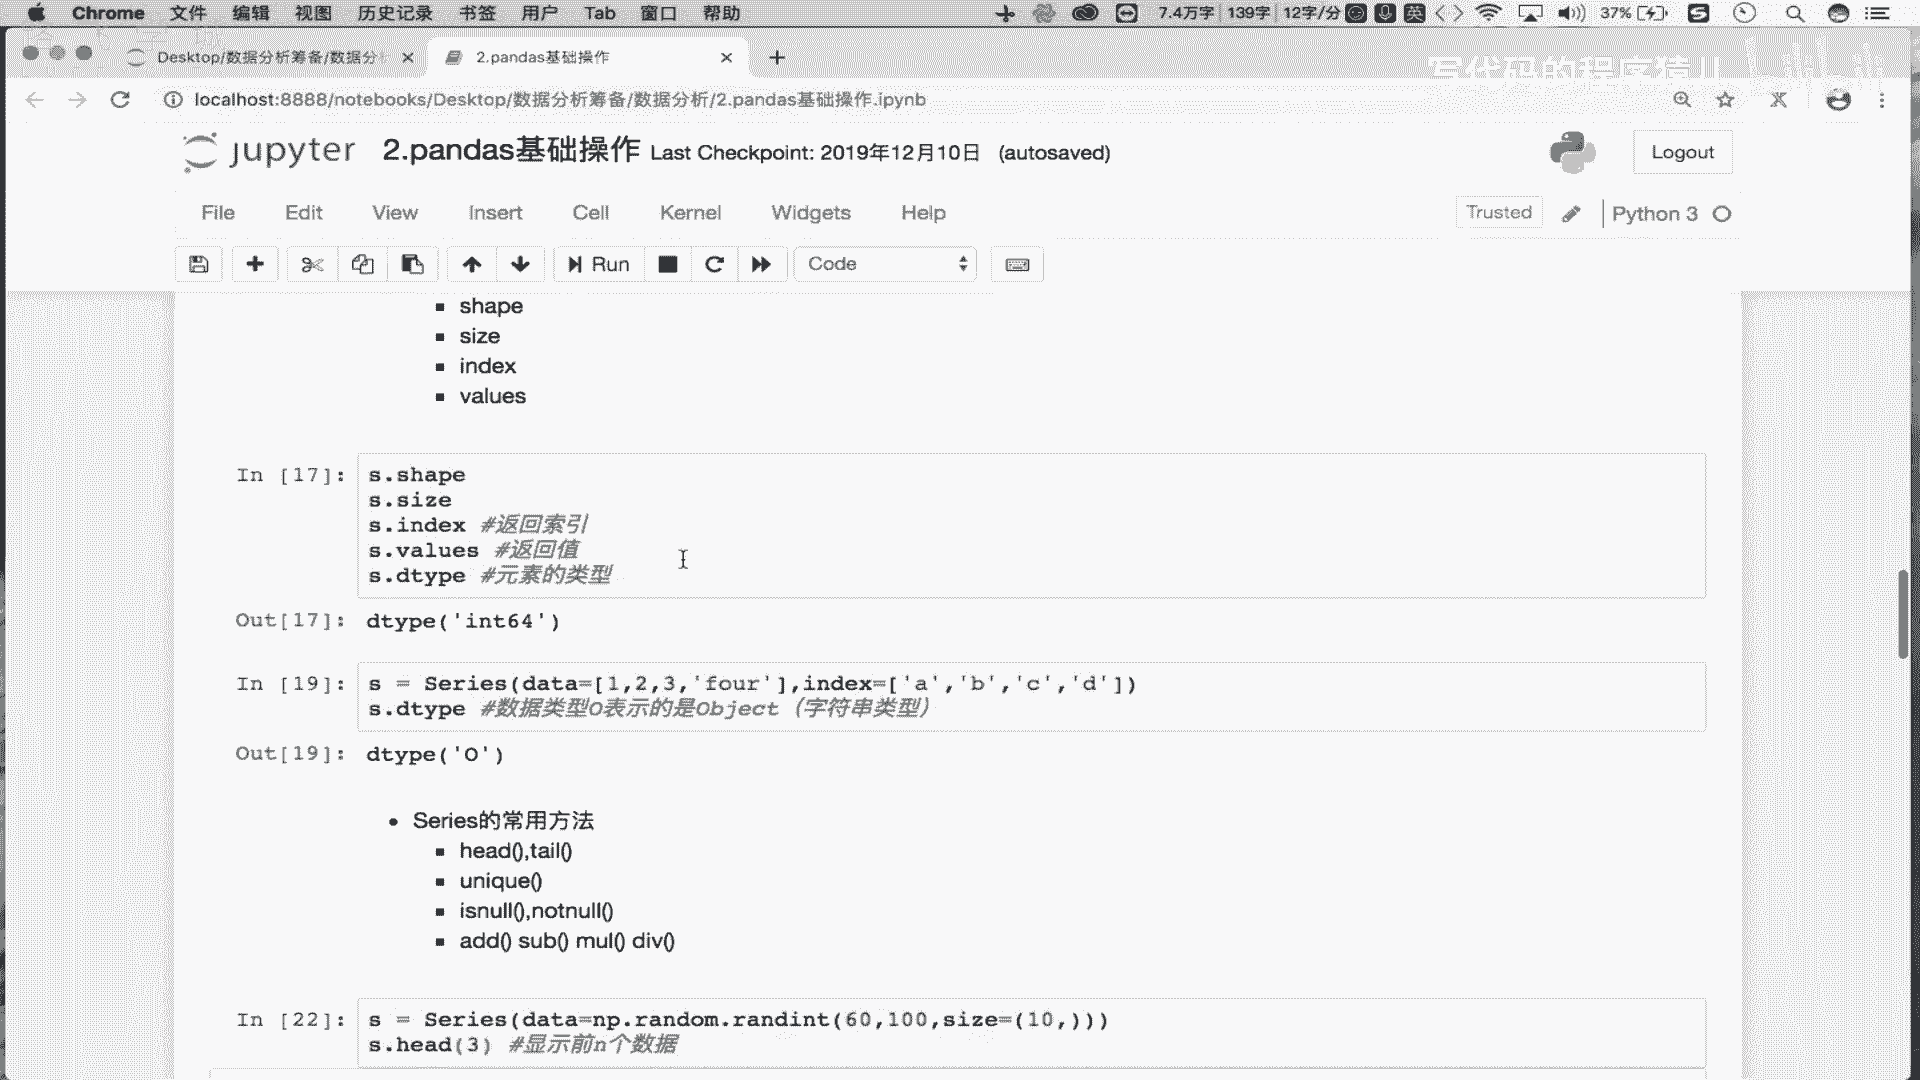 Chrome 文件 编辑 视图 历史记录 书签 用户 Tab 窗口 帮助 7.4万字 139字 12字/分 英 37%
Desktop/数据分析筹备/数据分 2.pandas基础操作
写代码的程序猿儿 bilibili
localhost:8888/notebooks/Desktop/数据分析筹备/数据分析/2.pandas基础操作.ipynb
jupyter 2.pandas基础操作 Last Checkpoint: 2019年12月10日 (autosaved) Logout
File Edit View Insert Cell Kernel Widgets Help Trusted Python 3
Run Code
shape
size
index
values
In [17]: s.shape
s.size
s.index #返回索引
s.values #返回值
s.dtype #元素的类型
Out[17]: dtype('int64')
In [19]: s = Series(data=[1,2,3,'four'],index=['a','b','c','d'])
s.dtype #数据类型O表示的是Object（字符串类型）
Out[19]: dtype('O')
Series的常用方法
head(),tail()
unique()
isnull(),notnull()
add() sub() mul() div()
In [22]: s = Series(data=np.random.randint(60,100,size=(10,)))
s.head(3) #显示前n个数据